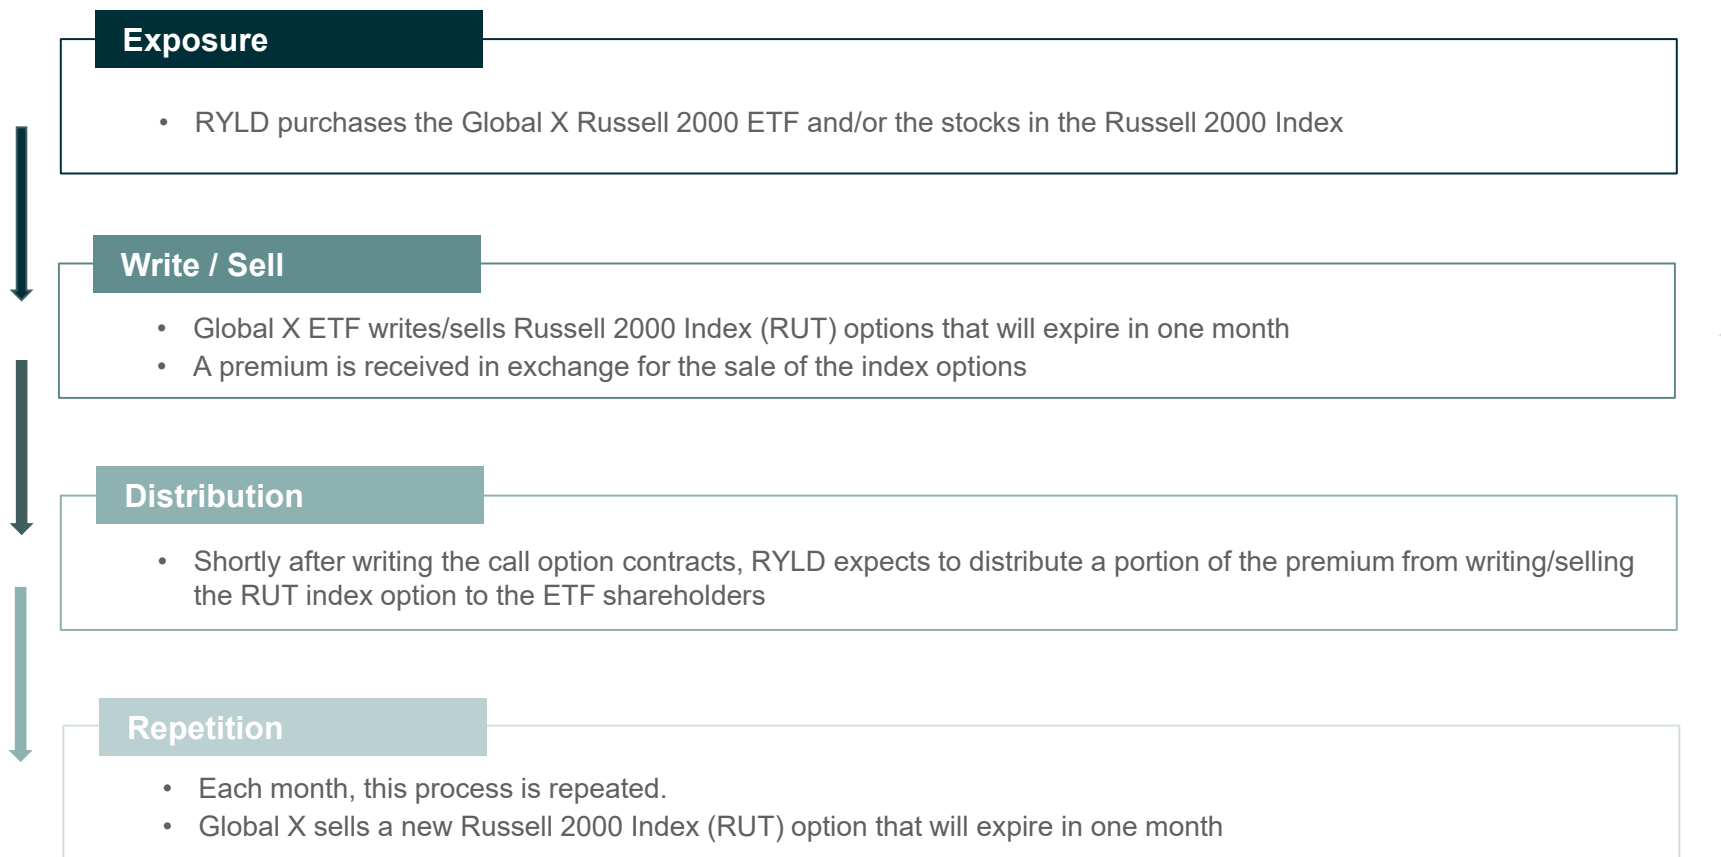 Exposure
• RYLD purchases the Global X Russell 2000 ETF and/or the stocks in the Russell 2000 Index
Write / Sell
• Global X ETF writes/sells Russell 2000 Index (RUT) options that will expire in one month
• A premium is received in exchange for the sale of the index options
Distribution
• Shortly after writing the call option contracts, RYLD expects to distribute a portion of the premium from writing/selling
the RUT index option to the ETF shareholders
Repetition
• Each month, this process is repeated.
• Global X sells a new Russell 2000 Index (RUT) option that will expire in one month